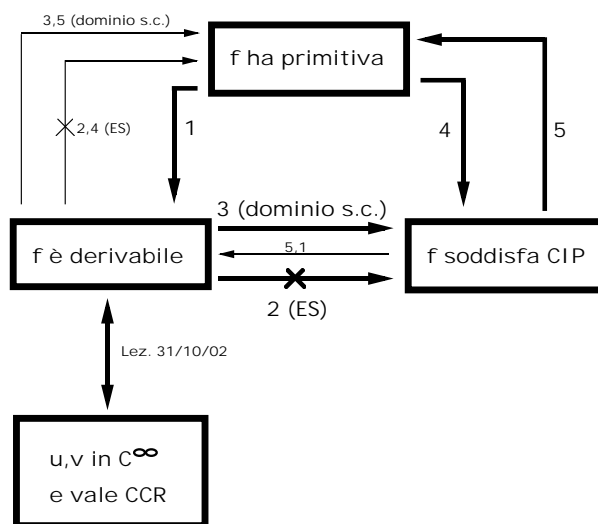 3,5 (dominio s.c.)
f ha primitiva
2,4 (ES)
1
4
5
3 (dominio s.c.)
f è derivabile
5,1
f soddisfa CIP
2 (ES)
Lez. 31/10/02
u,v in C∞
e vale CCR